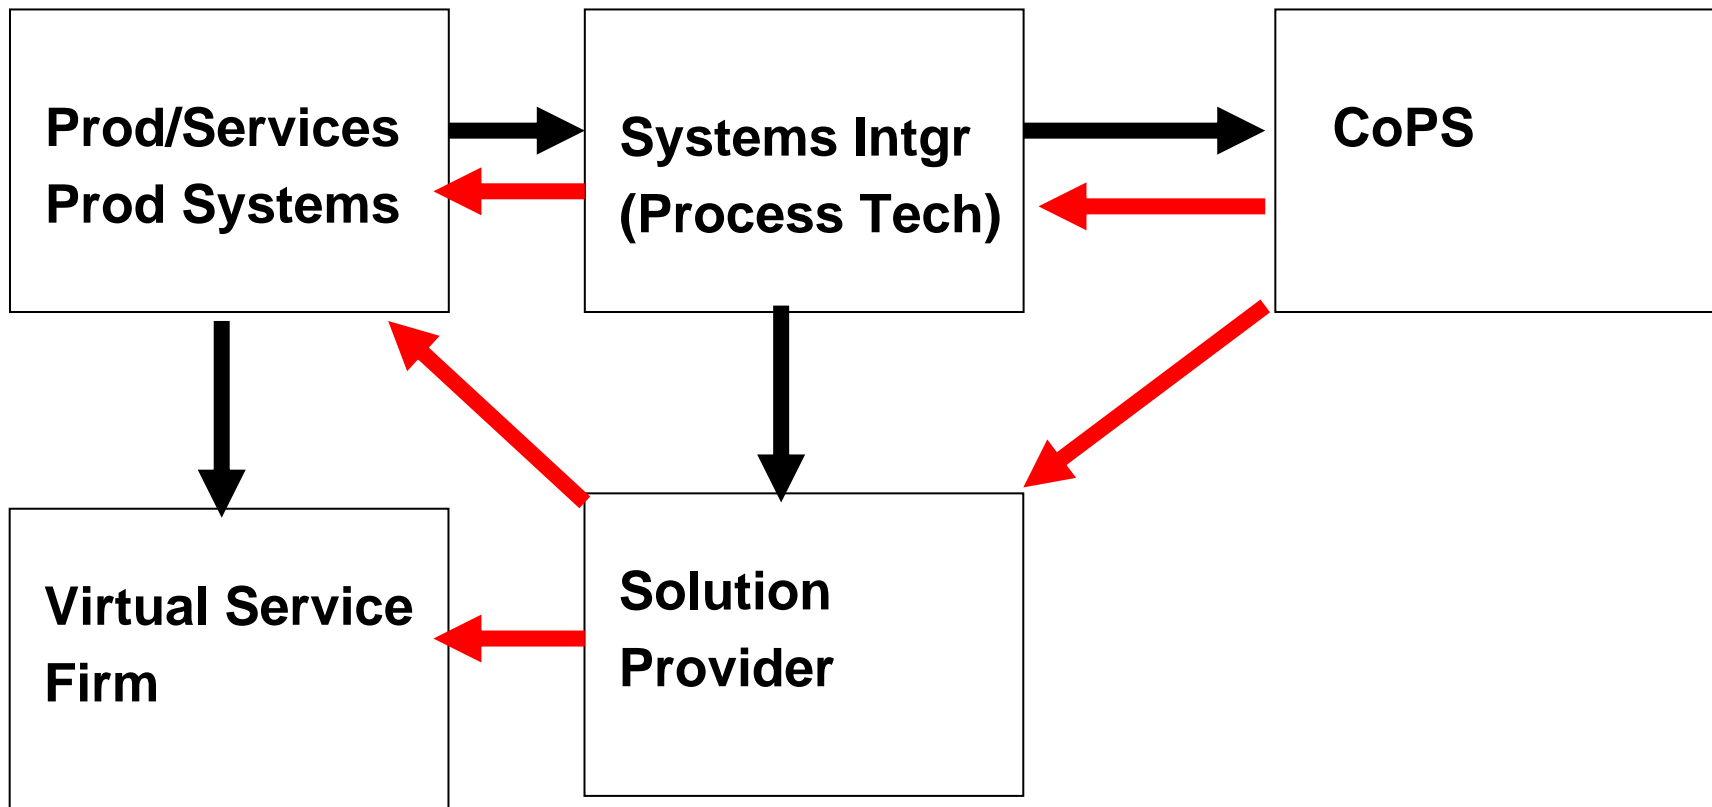 Prod/Services
Prod Systems
Systems Intgr
(Process Tech)
CoPS
Virtual Service
Firm
Solution
Provider